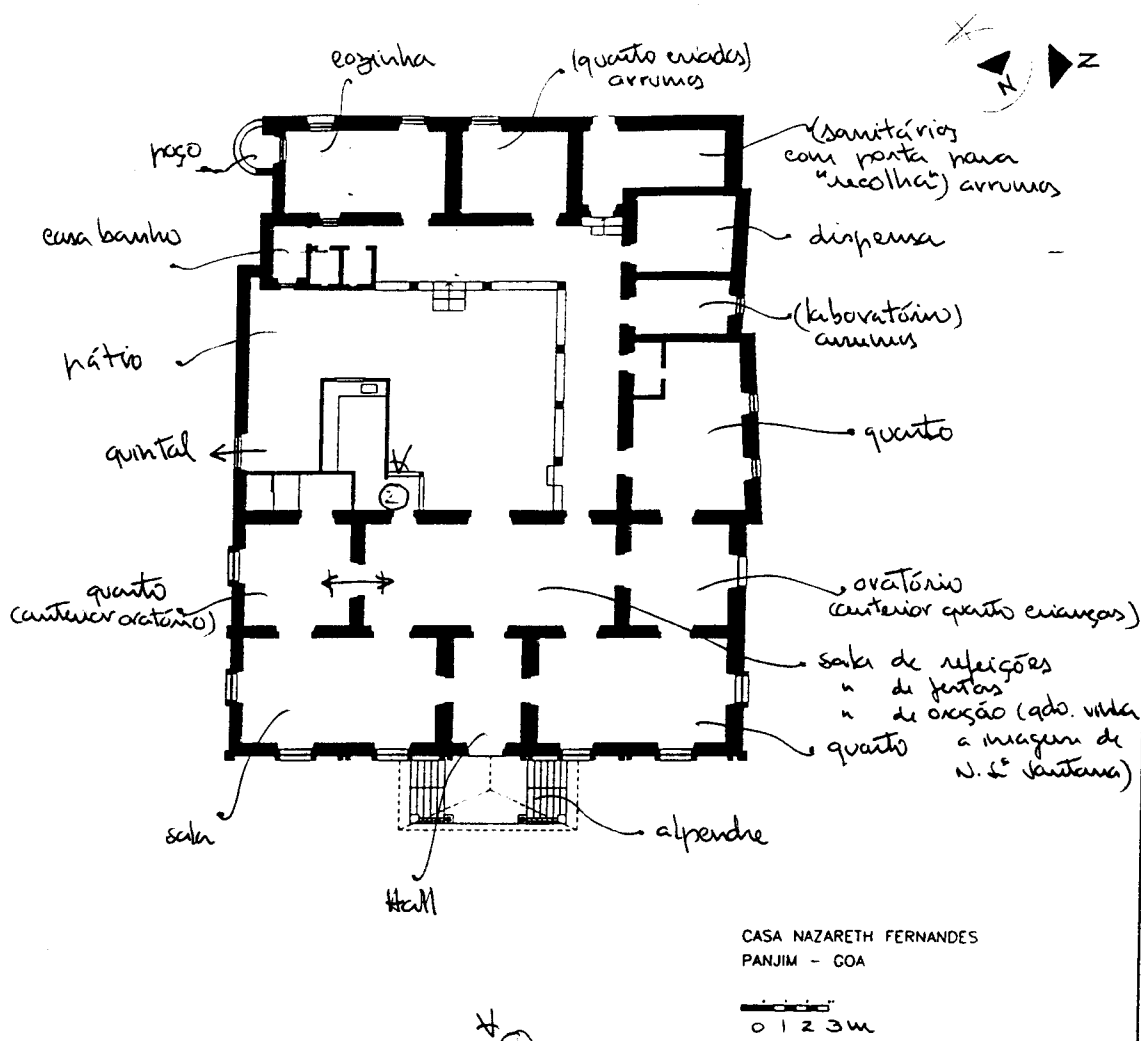 cozinha
(quarto criados)
arrumos
N
Z
poço
(sanitários
com porta para
"recolha") arrumos
casa banho
dispensa
(laboratório)
arrumos
pátio
quintal
quarto
quarto
(anterior oratório)
oratório
(anterior quarto crianças)
sala de refeições
" de festas
" de oração (qdo. vinha
a imagem de
N. Sª Santana)
quarto
sala
alpendre
Hall
CASA NAZARETH FERNANDES
PANJIM - GOA
0 1 2 3 m